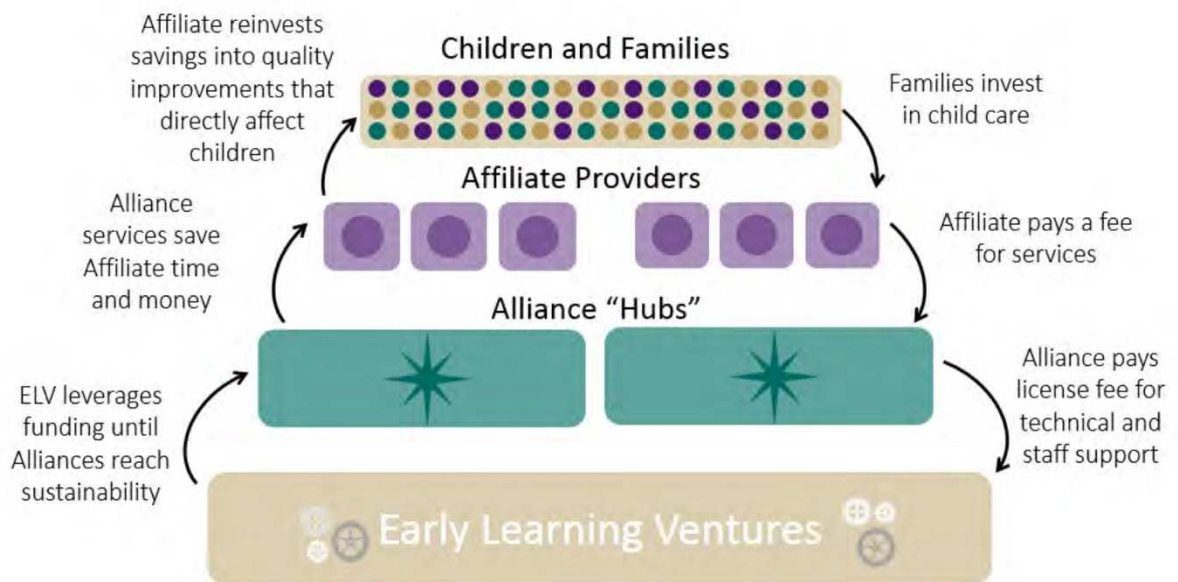 Affiliate reinvests
savings into quality
improvements that
directly affect
children
Children and Families
Families invest
in child care
Affiliate Providers
Alliance
services save
Affiliate time
and money
Affiliate pays a fee
for services
Alliance “Hubs”
ELV leverages
funding until
Alliances reach
sustainability
Alliance pays
license fee for
technical and
staff support
Early Learning Ventures